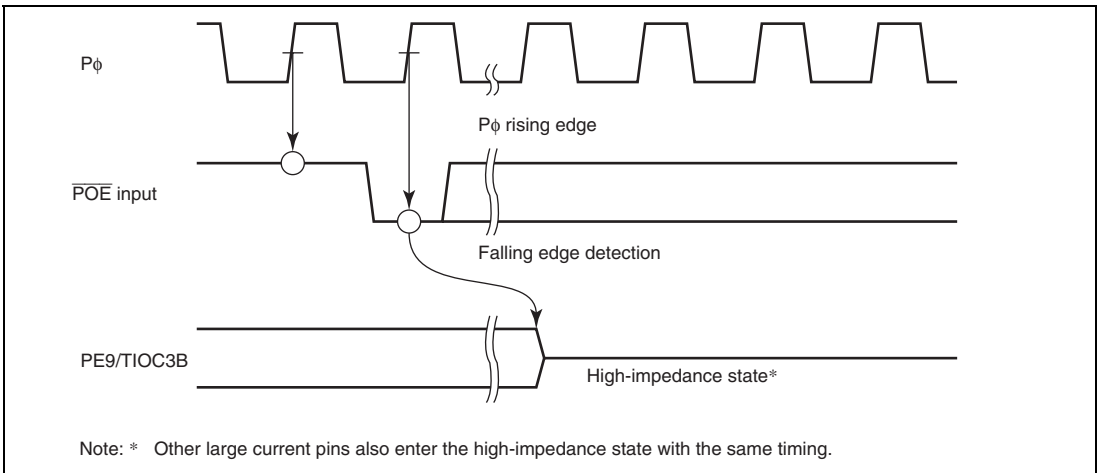 Pϕ
Pϕ rising edge
P̅O̅E̅ input
Falling edge detection
PE9/TIOC3B
High-impedance state*
Note: * Other large current pins also enter the high-impedance state with the same timing.